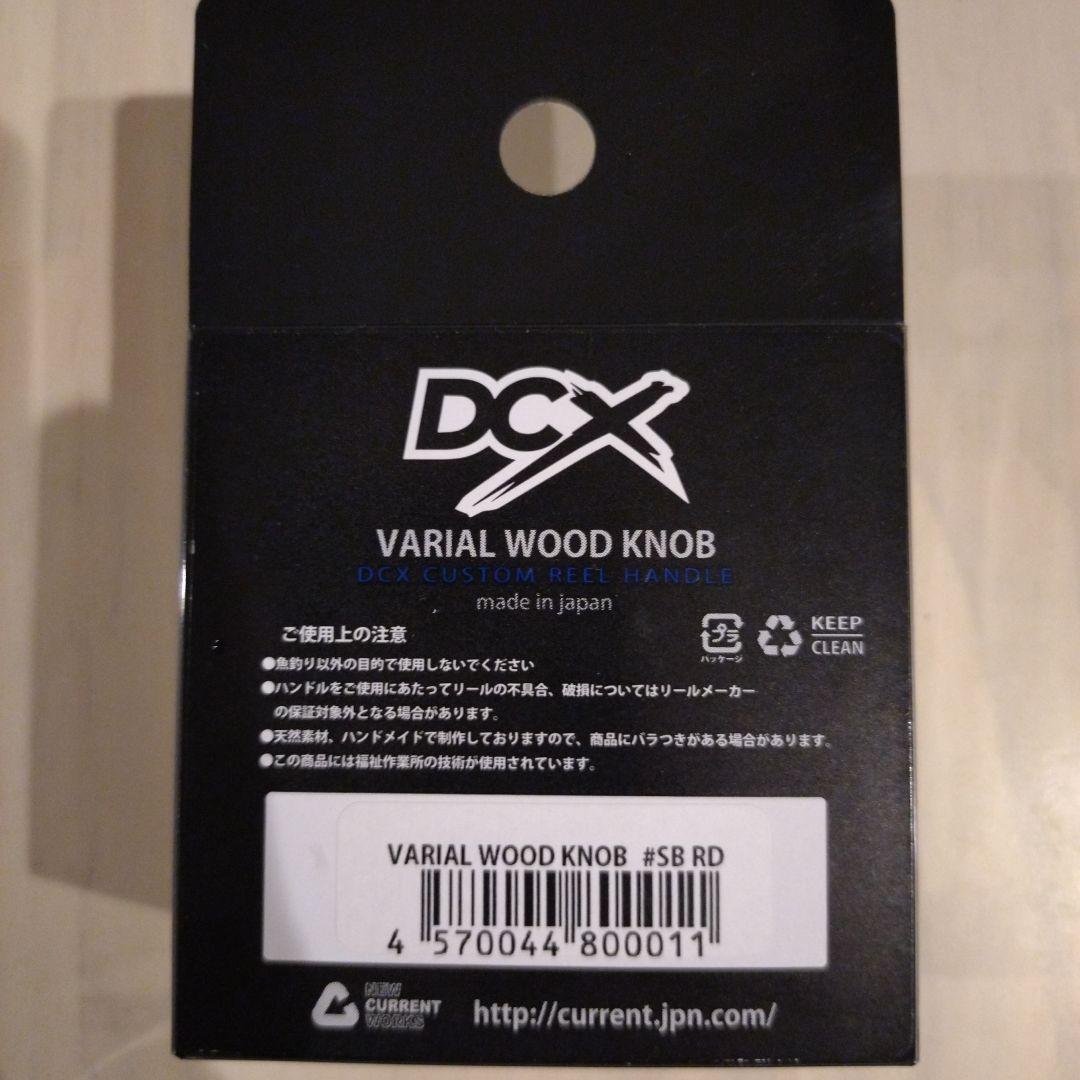 DCX
VARIAL WOOD KNOB
DCX CUSTOM REEL HANDLE
made in japan
ご使用上の注意
プラ
パッケージ
KEEP
CLEAN
●魚釣り以外の目的で使用しないでください
●ハンドルをご使用にあたってリールの不具合、破損についてはリールメーカー
の保証対象外となる場合があります。
●天然素材、ハンドメイドで制作しておりますので、商品にバラつきがある場合があります。
●この商品には福祉作業所の技術が使用されています。
VARIAL WOOD KNOB #SB RD
4 570044 800011
NEW
CURRENT
WORKS
http://current.jpn.com/